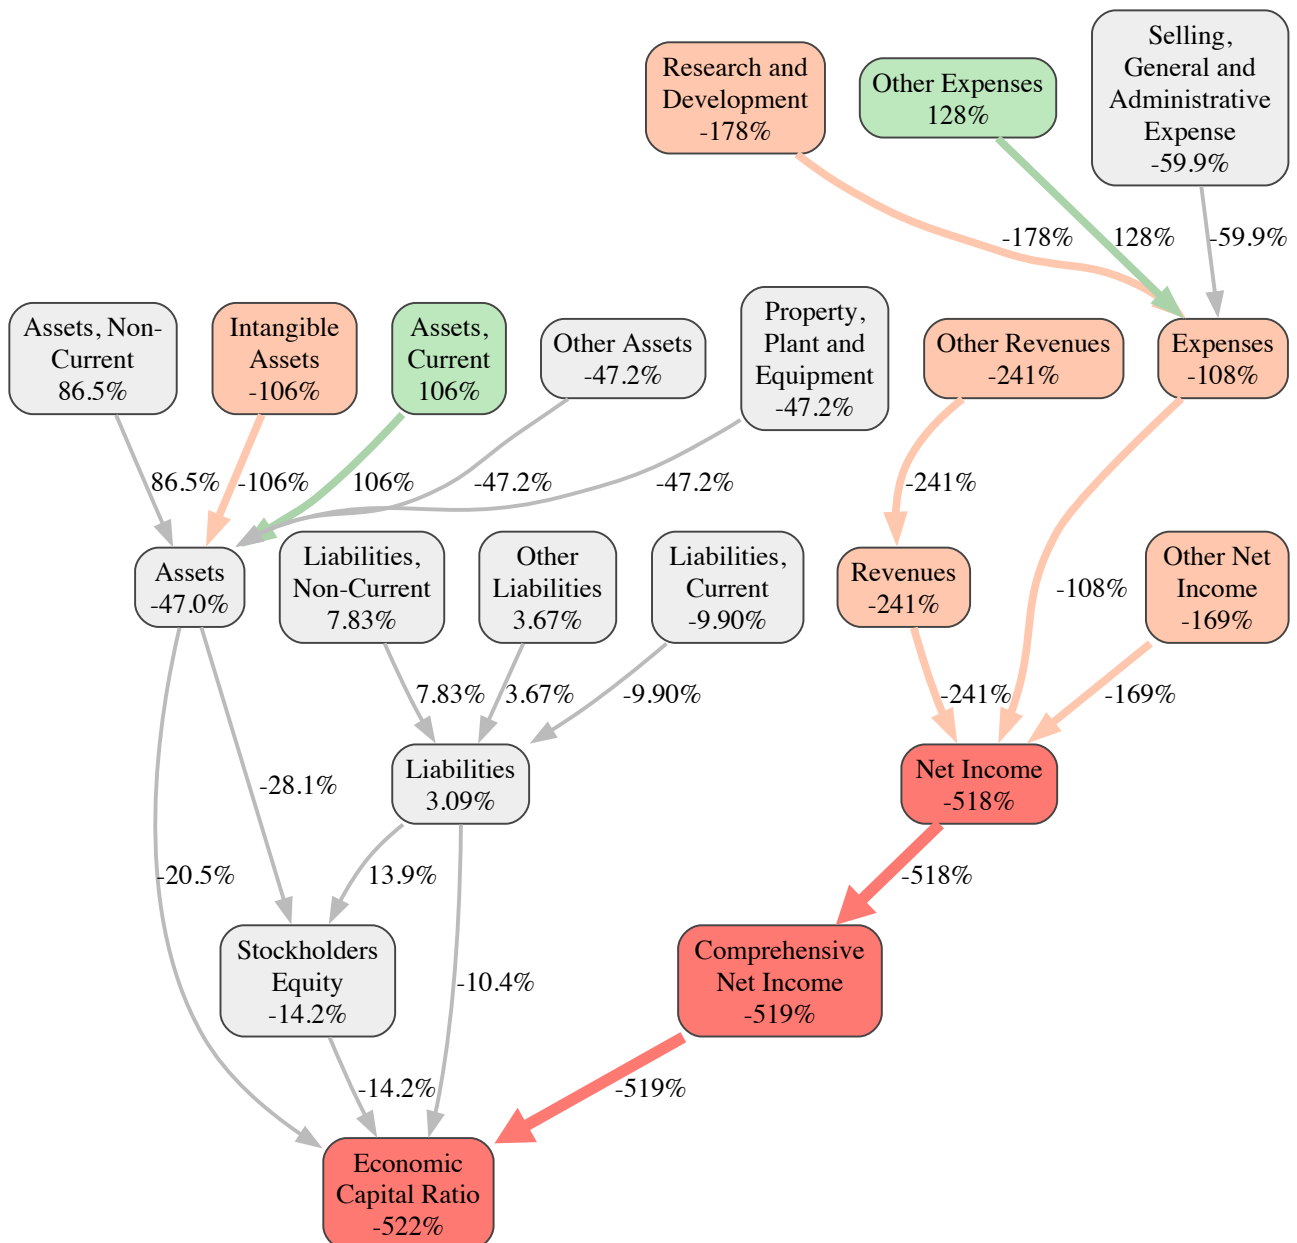 Selling,
General and
Administrative
Expense
-59.9%
Research and
Development
-178%
Other Expenses
128%
-178%
128%
-59.9%
Assets, Non-
Current
86.5%
Intangible
Assets
-106%
Assets,
Current
106%
Other Assets
-47.2%
Property,
Plant and
Equipment
-47.2%
Other Revenues
-241%
Expenses
-108%
86.5%
-106%
106%
-47.2%
-47.2%
-241%
Assets
-47.0%
Liabilities,
Non-Current
7.83%
Other
Liabilities
3.67%
Liabilities,
Current
-9.90%
Revenues
-241%
-108%
Other Net
Income
-169%
7.83%
3.67%
-9.90%
-241%
-169%
-28.1%
Liabilities
3.09%
Net Income
-518%
-20.5%
13.9%
-518%
Stockholders
Equity
-14.2%
-10.4%
Comprehensive
Net Income
-519%
-14.2%
-519%
Economic
Capital Ratio
-522%